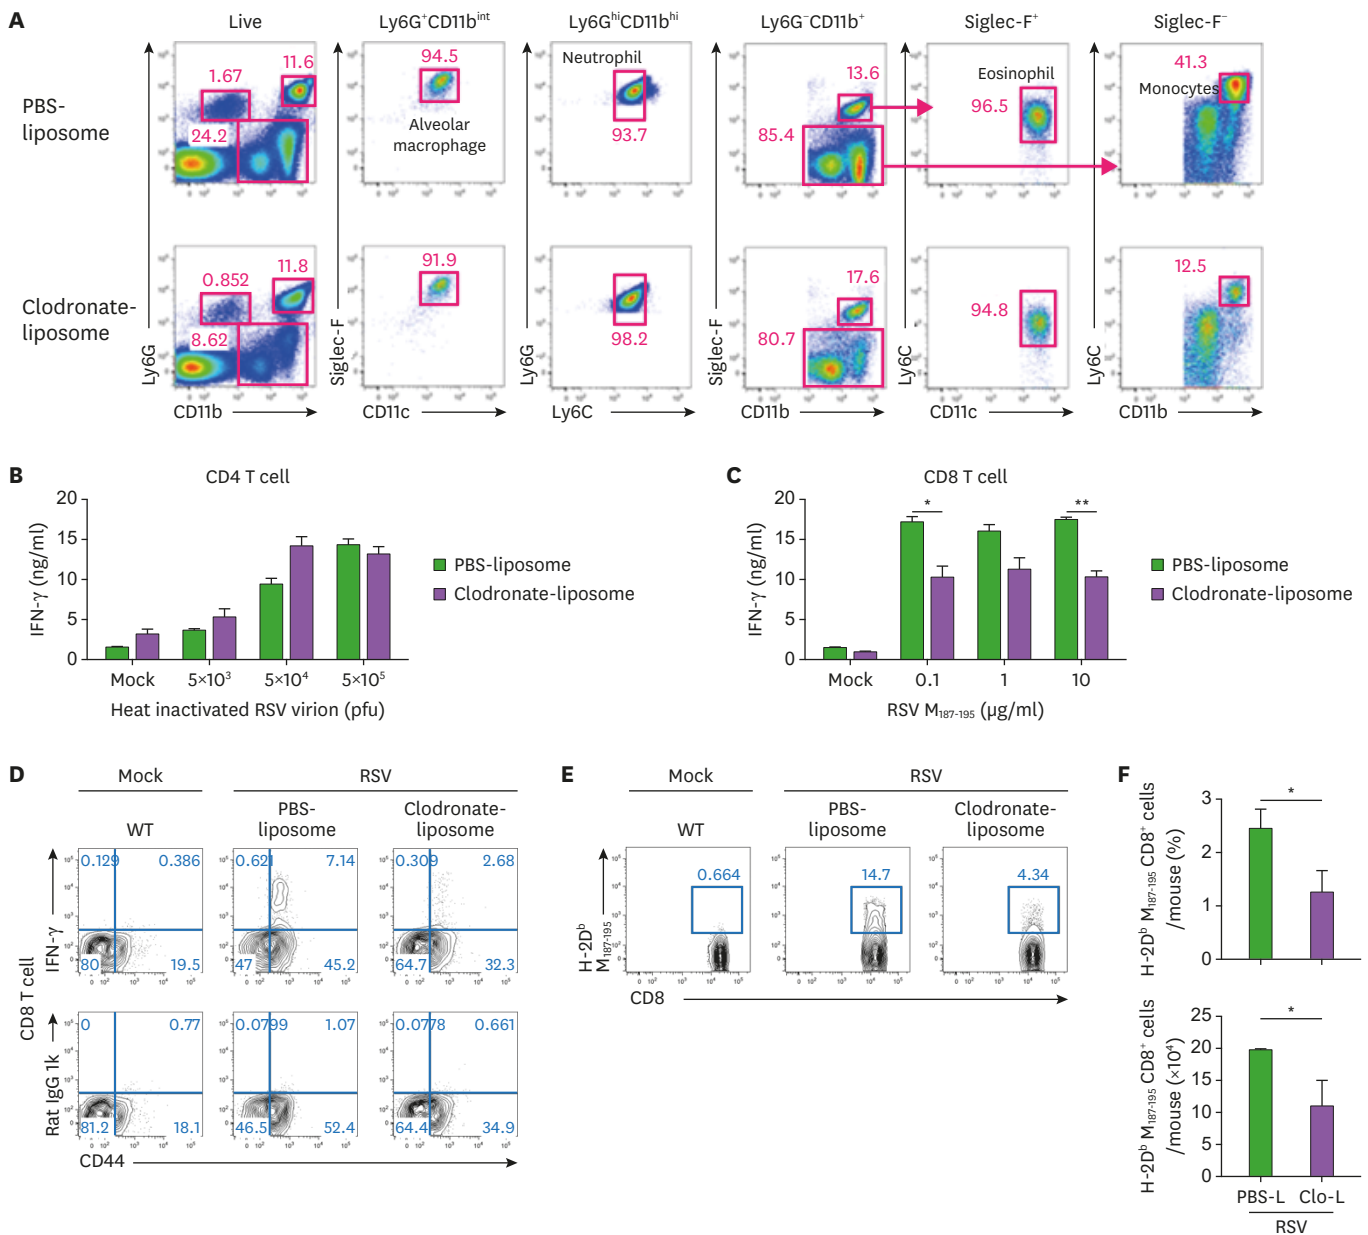 A
Live
Ly6G⁺CD11bⁱⁿᵗ
Ly6GʰⁱCD11bʰⁱ
Ly6G⁻CD11b⁺
Siglec-F⁺
Siglec-F⁻
PBS-
liposome
1.67
11.6
24.2
94.5
Alveolar
macrophage
Neutrophil
93.7
13.6
85.4
Eosinophil
96.5
41.3
Monocytes
Clodronate-
liposome
0.852
11.8
8.62
91.9
98.2
17.6
80.7
94.8
12.5
Ly6G
CD11b
Siglec-F
CD11c
Ly6G
Ly6C
Siglec-F
CD11b
Ly6C
CD11c
Ly6C
CD11b
B
CD4 T cell
IFN-γ (ng/ml)
20
15
10
5
0
Mock
5×10³
5×10⁴
5×10⁵
Heat inactivated RSV virion (pfu)
PBS-liposome
Clodronate-liposome
C
CD8 T cell
IFN-γ (ng/ml)
20
15
10
5
0
*
**
Mock
0.1
1
10
RSV M₁₈₇₋₁₉₅ (µg/ml)
PBS-liposome
Clodronate-liposome
D
Mock
RSV
WT
PBS-
liposome
Clodronate-
liposome
CD8 T cell
IFN-γ
0.129 0.386
80 19.5
0.621 7.14
47 45.2
0.309 2.68
64.7 32.3
Rat IgG 1k
0 0.77
81.2 18.1
0.0799 1.07
46.5 52.4
0.0778 0.661
64.4 34.9
CD44
E
Mock
RSV
WT
PBS-
liposome
Clodronate-
liposome
H-2Dᵇ
M₁₈₇₋₁₉₅
0.664
14.7
4.34
CD8
F
H-2Dᵇ M₁₈₇₋₁₉₅ CD8⁺ cells
/mouse (%)
3
2
1
0
*
H-2Dᵇ M₁₈₇₋₁₉₅ CD8⁺ cells
/mouse (×10⁴)
25
20
15
10
5
0
*
PBS-L
Clo-L
RSV